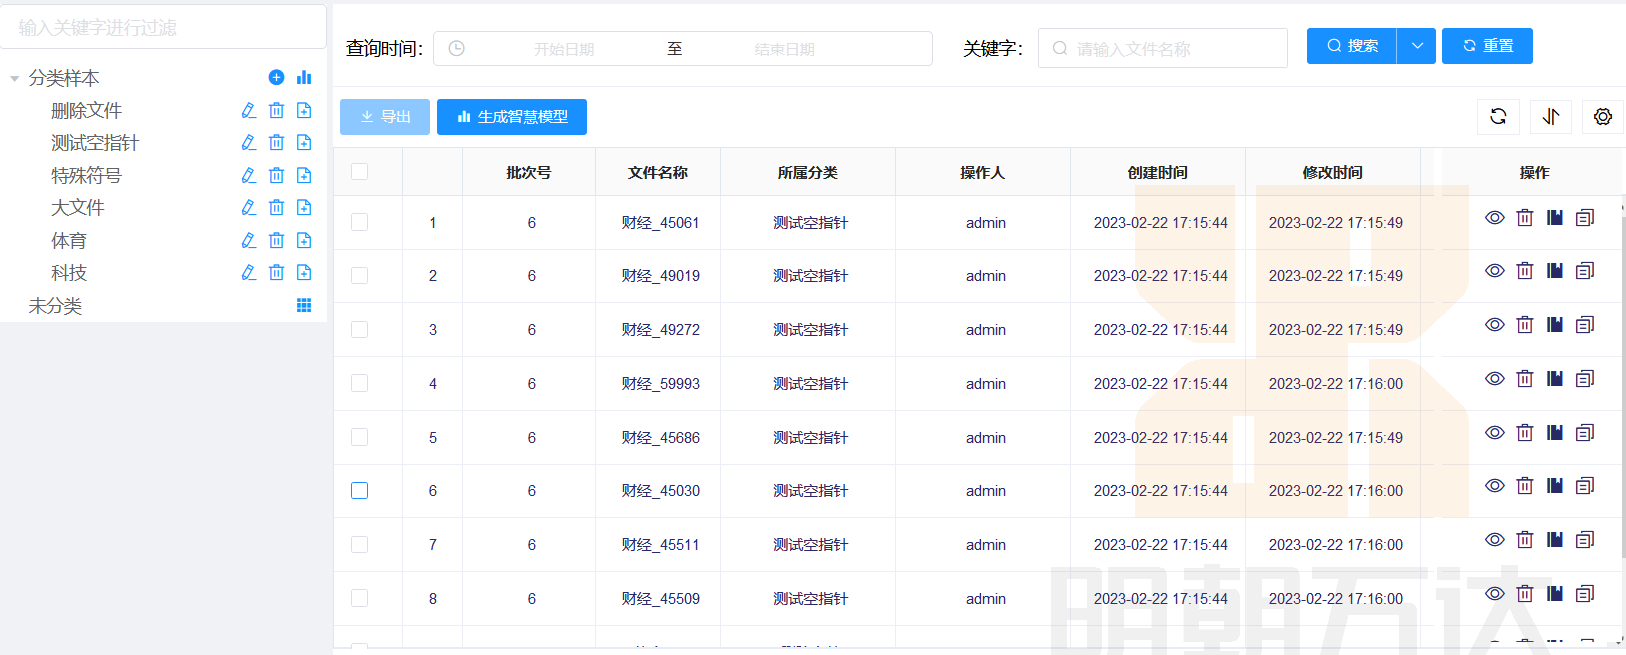 输入关键字进行过滤
分类样本
删除文件
测试空指针
特殊符号
大文件
体育
科技
未分类
查询时间: 开始日期 至 结束日期 关键字: 请输入文件名称 搜索 重置
导出 生成智慧模型
批次号 文件名称 所属分类 操作人 创建时间 修改时间 操作
1 6 财经_45061 测试空指针 admin 2023-02-22 17:15:44 2023-02-22 17:15:49
2 6 财经_49019 测试空指针 admin 2023-02-22 17:15:44 2023-02-22 17:15:49
3 6 财经_49272 测试空指针 admin 2023-02-22 17:15:44 2023-02-22 17:15:49
4 6 财经_59993 测试空指针 admin 2023-02-22 17:15:44 2023-02-22 17:16:00
5 6 财经_45686 测试空指针 admin 2023-02-22 17:15:44 2023-02-22 17:15:49
6 6 财经_45030 测试空指针 admin 2023-02-22 17:15:44 2023-02-22 17:16:00
7 6 财经_45511 测试空指针 admin 2023-02-22 17:15:44 2023-02-22 17:16:00
8 6 财经_45509 测试空指针 admin 2023-02-22 17:15:44 2023-02-22 17:16:00
明朝万达